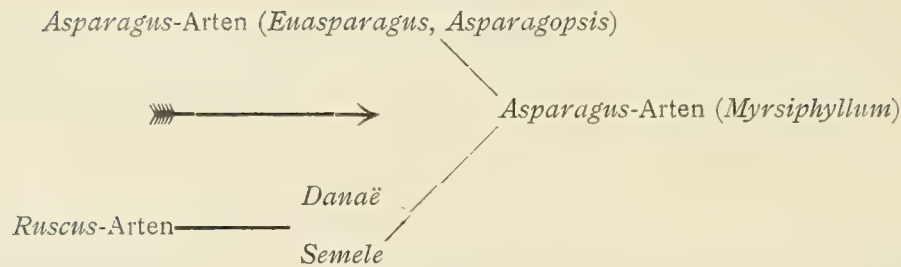 Asparagus-Arten (Euasparagus, Asparagopsis)
Asparagus-Arten (Myrsiphyllum)
Danaë
Ruscus-Arten
Semele